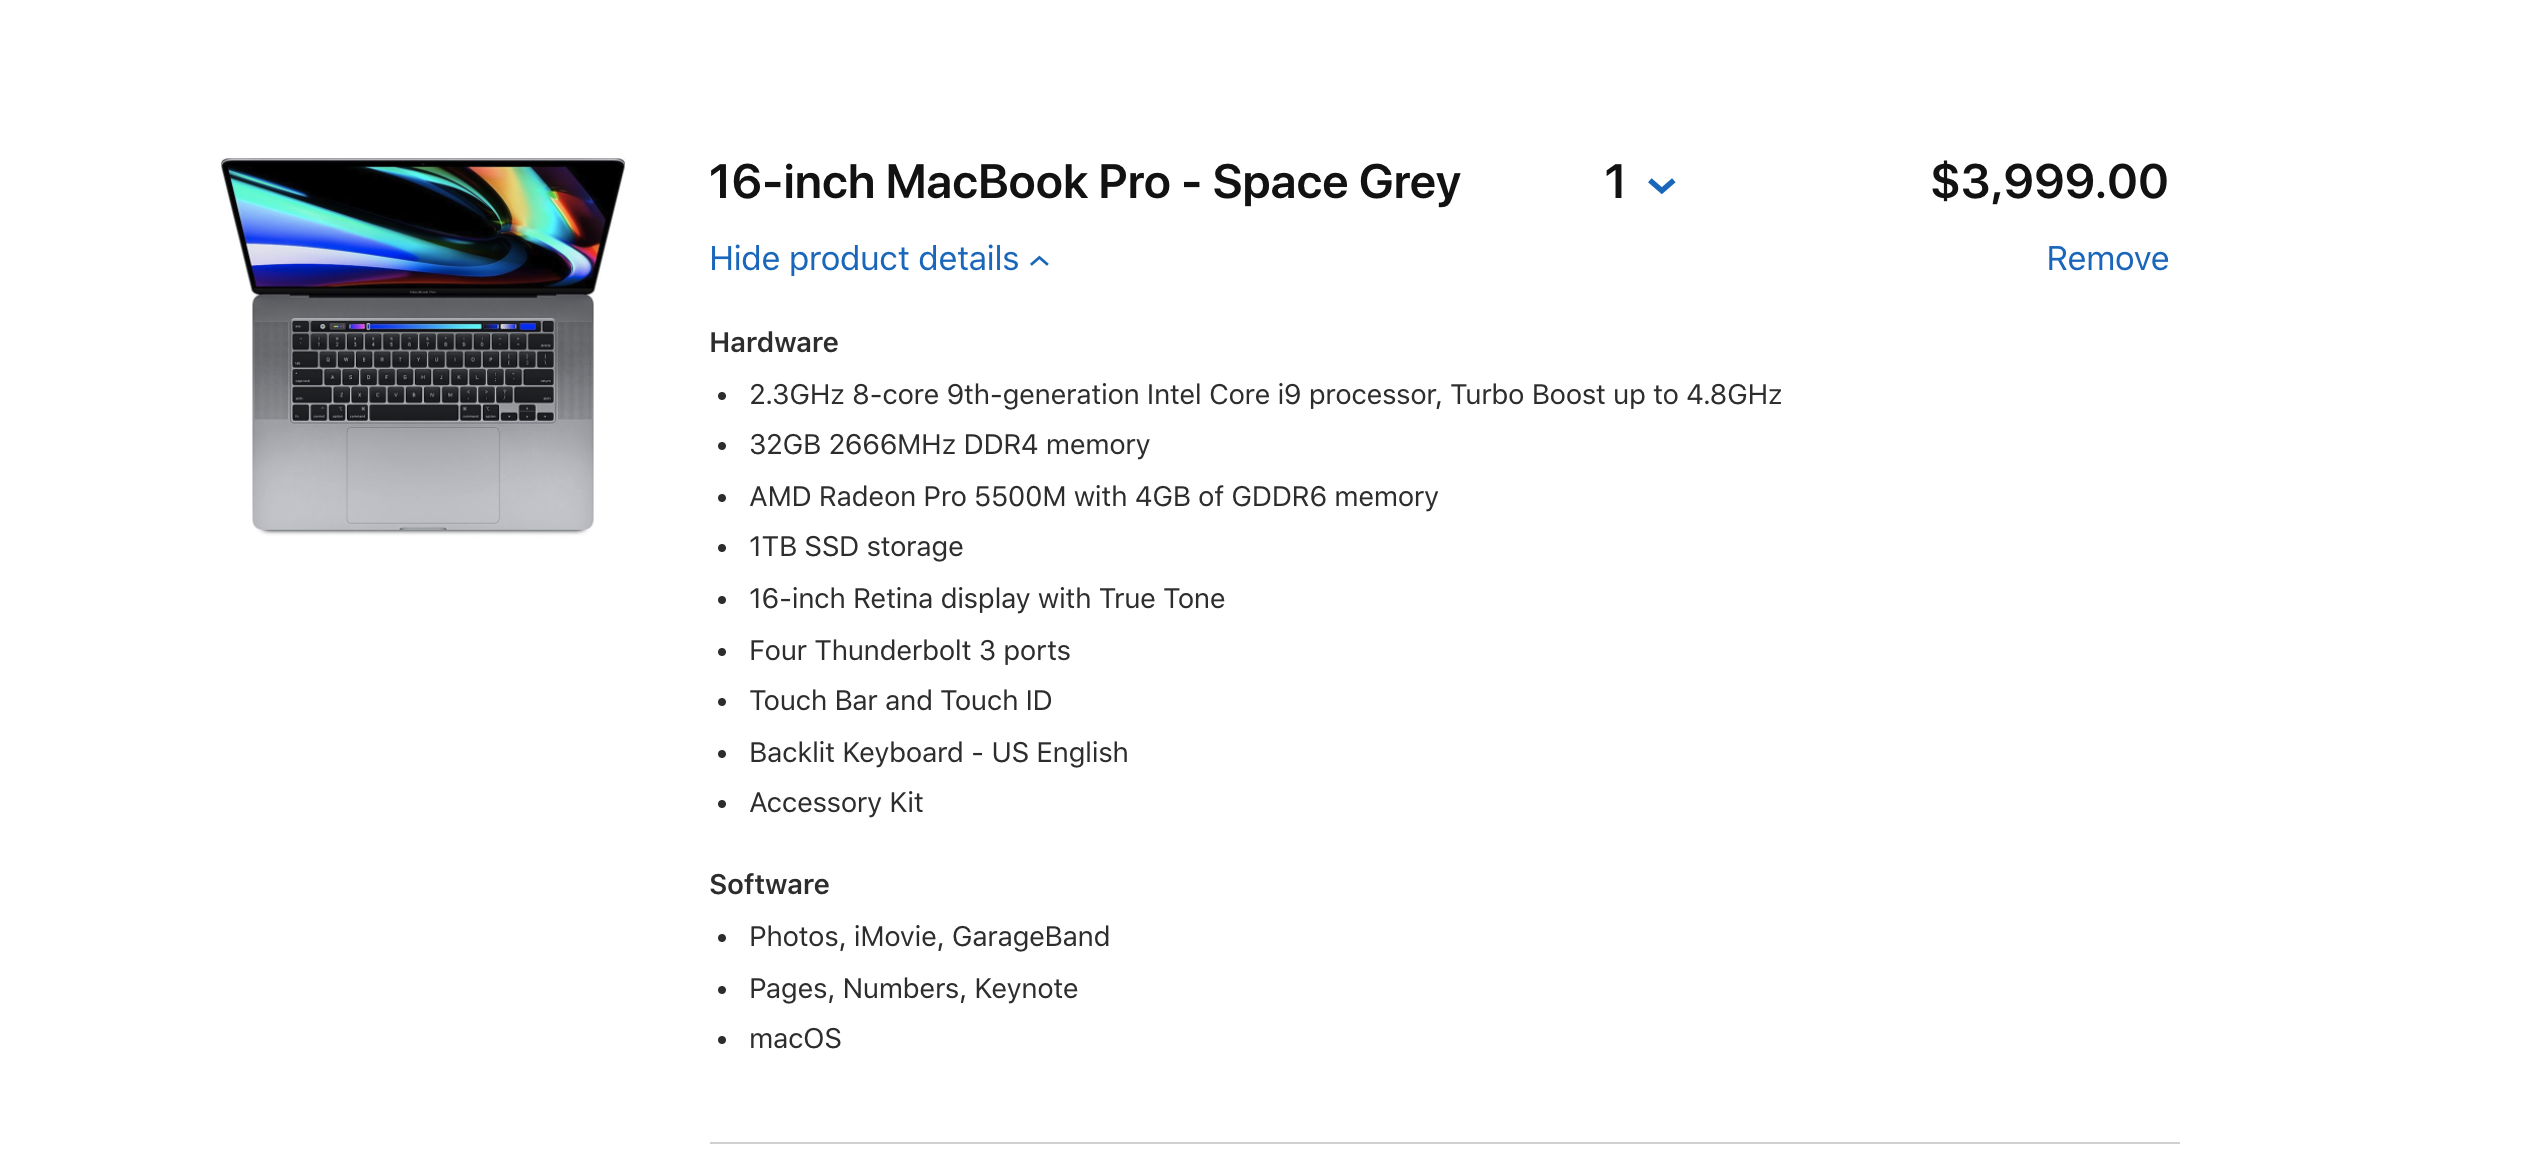 16-inch MacBook Pro - Space Grey 1 $3,999.00
Hide product details Remove
Hardware
• 2.3GHz 8-core 9th-generation Intel Core i9 processor, Turbo Boost up to 4.8GHz
• 32GB 2666MHz DDR4 memory
• AMD Radeon Pro 5500M with 4GB of GDDR6 memory
• 1TB SSD storage
• 16-inch Retina display with True Tone
• Four Thunderbolt 3 ports
• Touch Bar and Touch ID
• Backlit Keyboard - US English
• Accessory Kit
Software
• Photos, iMovie, GarageBand
• Pages, Numbers, Keynote
• macOS